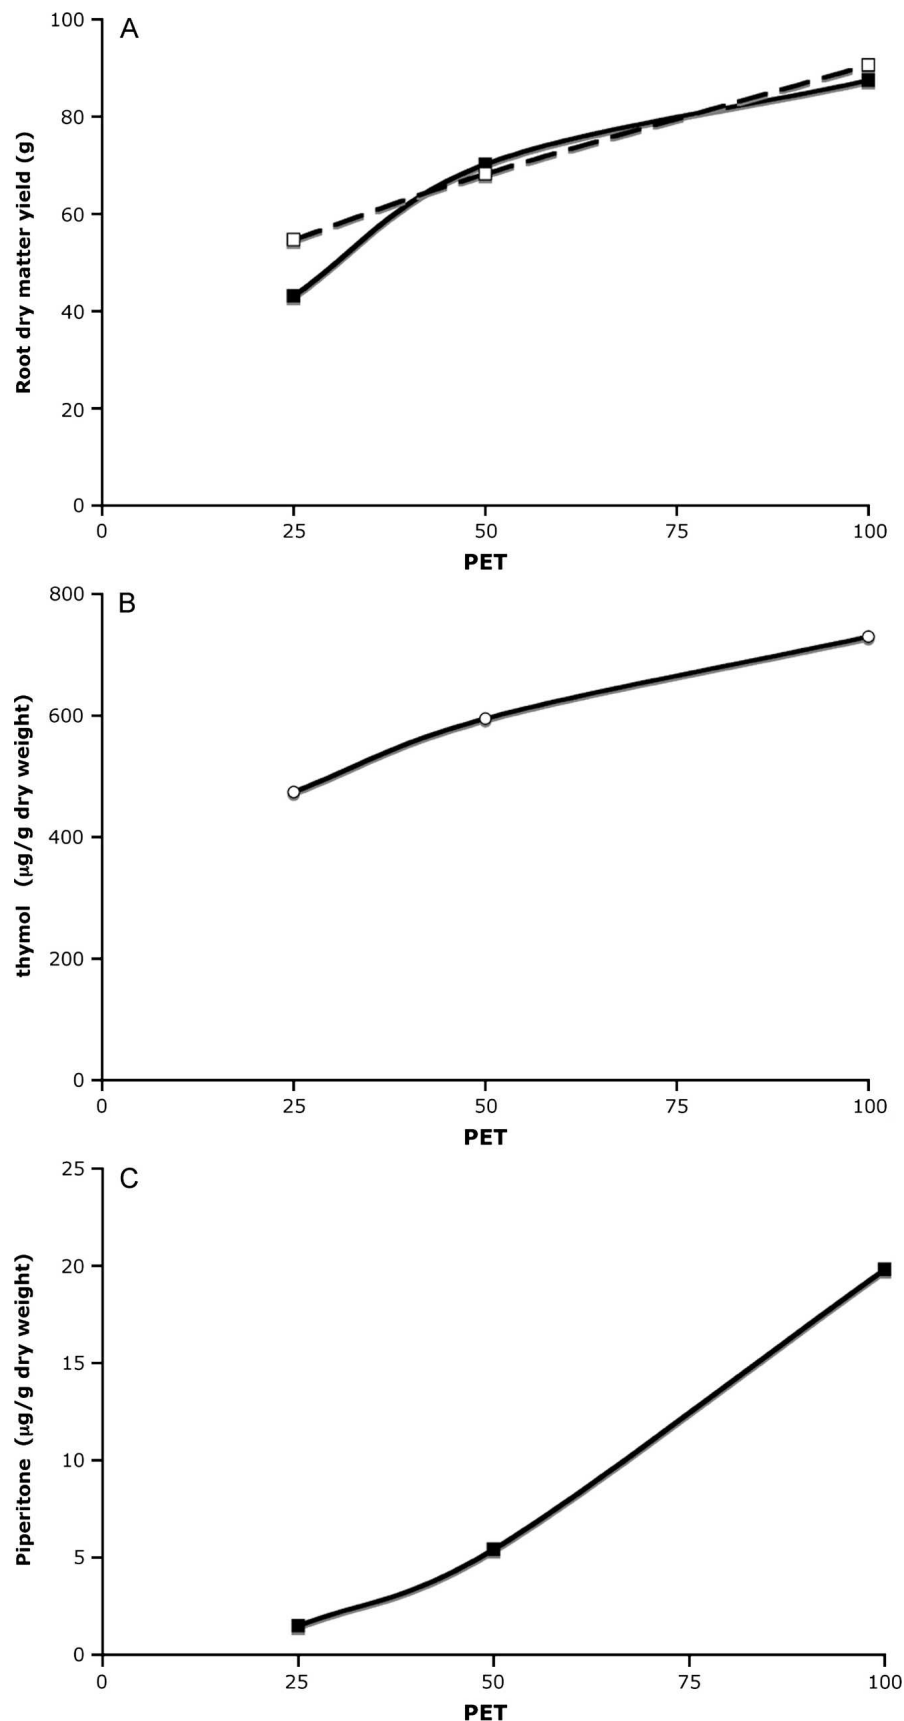 A
Root dry matter yield (g)
100
80
60
40
20
0
0 25 50 75 100
PET
B
thymol (µg/g dry weight)
800
600
400
200
0
0 25 50 75 100
PET
C
Piperitone (µg/g dry weight)
25
20
15
10
5
0
0 25 50 75 100
PET